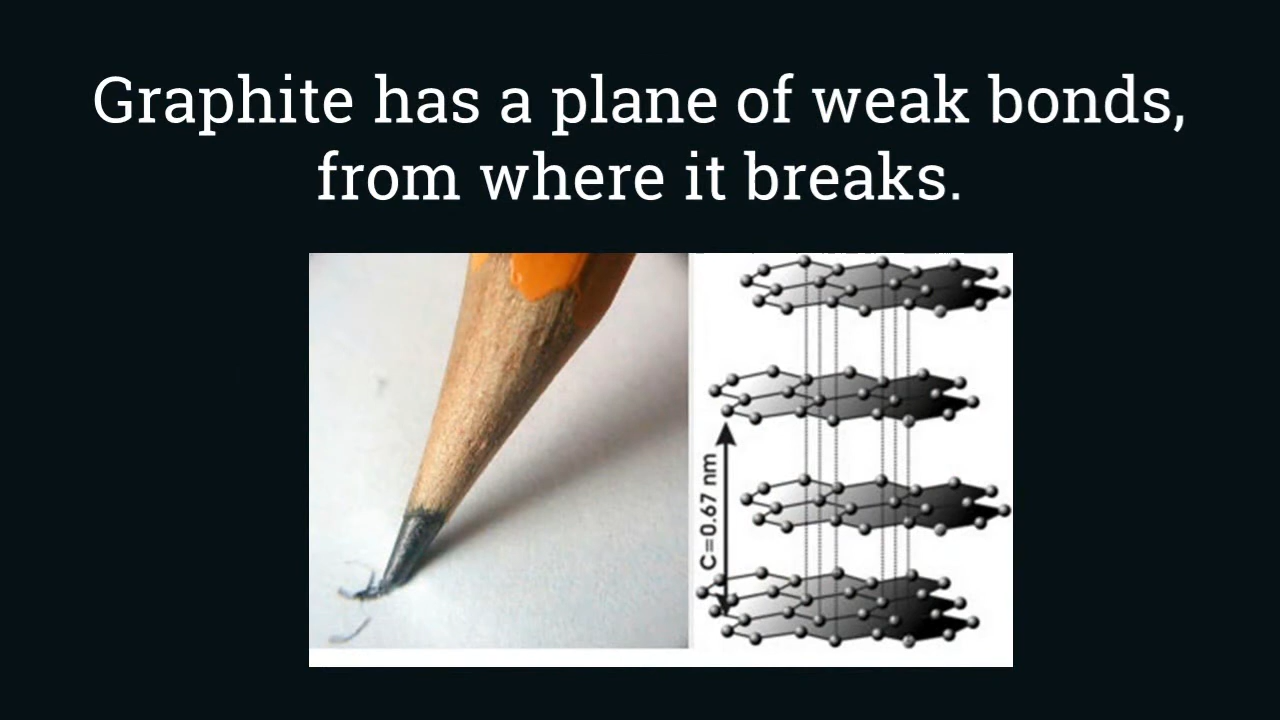 Graphite has a plane of weak bonds,
from where it breaks.
C=0.67 nm